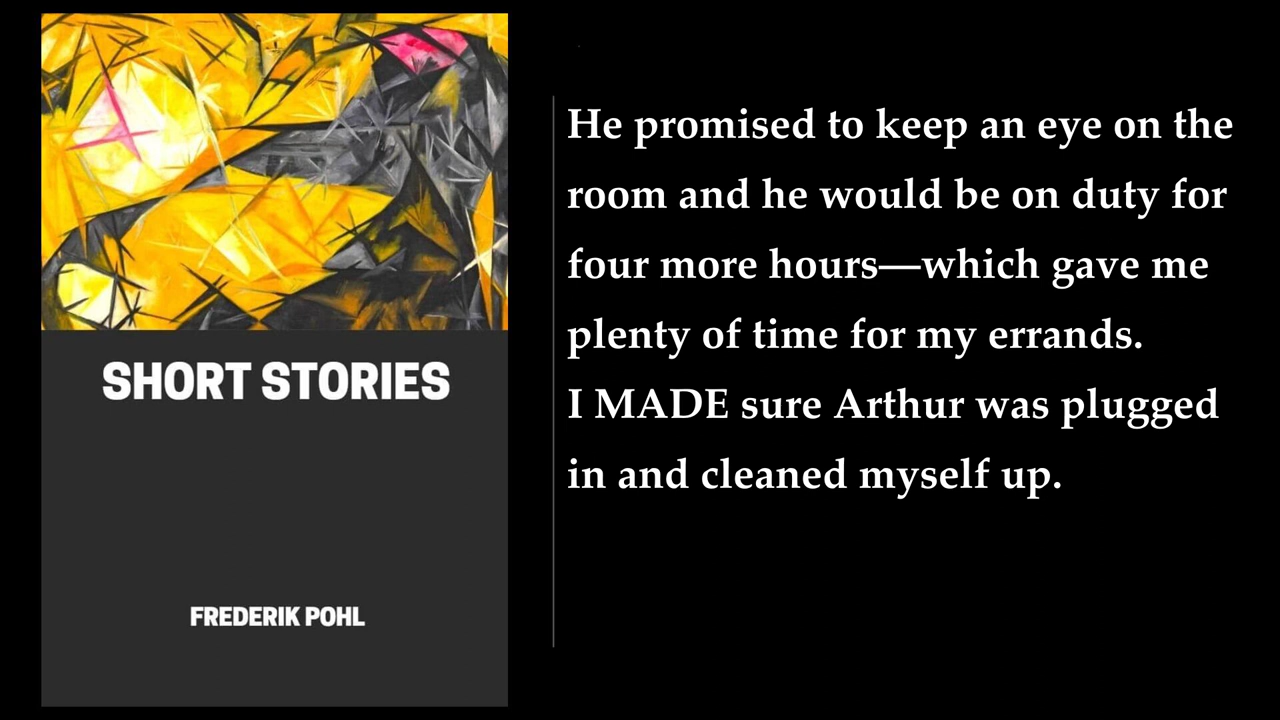 SHORT STORIES
FREDERIK POHL
He promised to keep an eye on the
room and he would be on duty for
four more hours—which gave me
plenty of time for my errands.
I MADE sure Arthur was plugged
in and cleaned myself up.